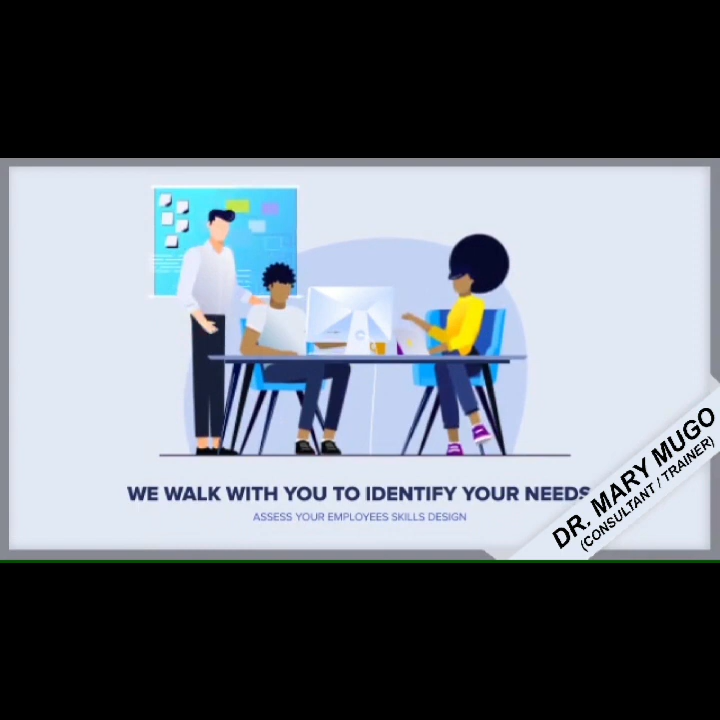 WE WALK WITH YOU TO IDENTIFY YOUR NEEDS
ASSESS YOUR EMPLOYEES SKILLS DESIGN
DR. MARY MUGO
(CONSULTANT / TRAINER)